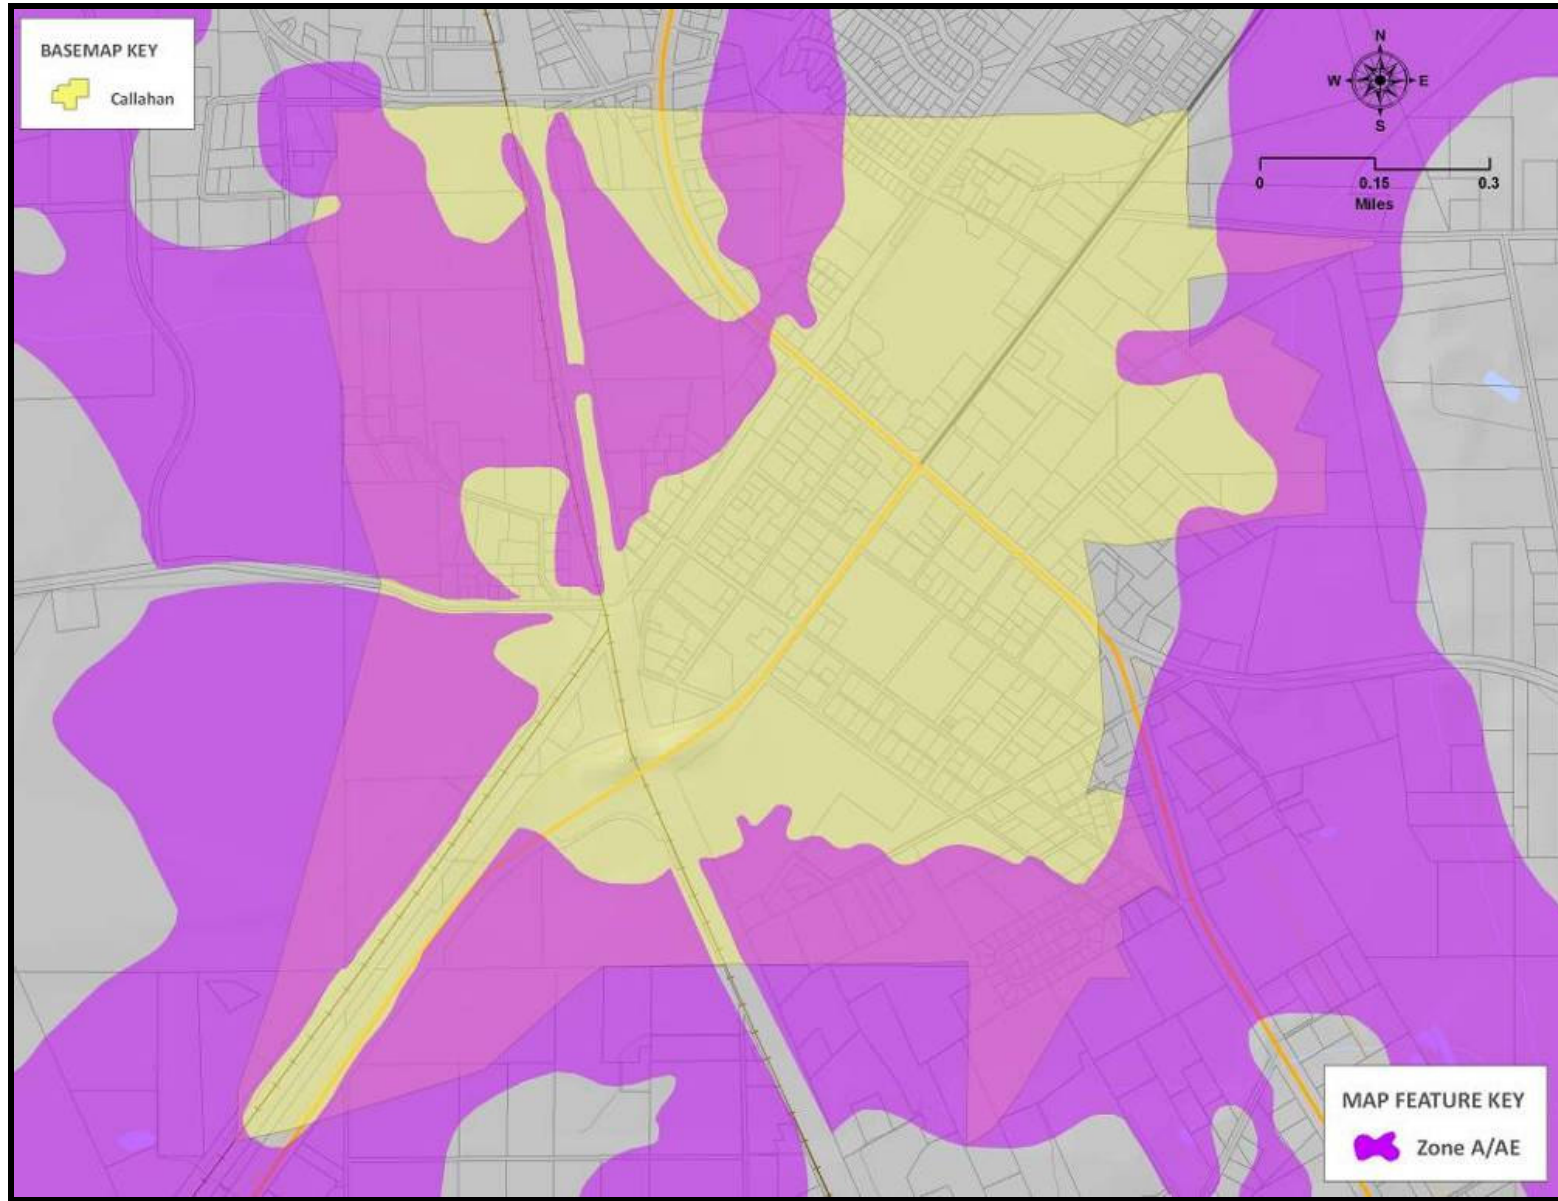 BASEMAP KEY
Callahan
N
W E
S
0 0.15 0.3
Miles
MAP FEATURE KEY
Zone A/AE